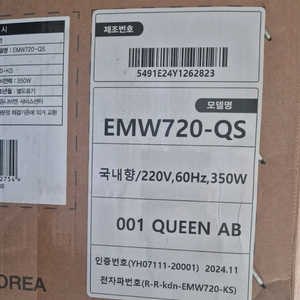 시
EMW720-QS
D-KS
350W
제조번호
5491E24Y1262823
모델명
EMW720-QS
국내향/220V,60Hz,350W
001 QUEEN AB
인증번호(YH07111-20001) 2024.11
전자파번호(R-R-kdn-EMW720-KS)
OREA